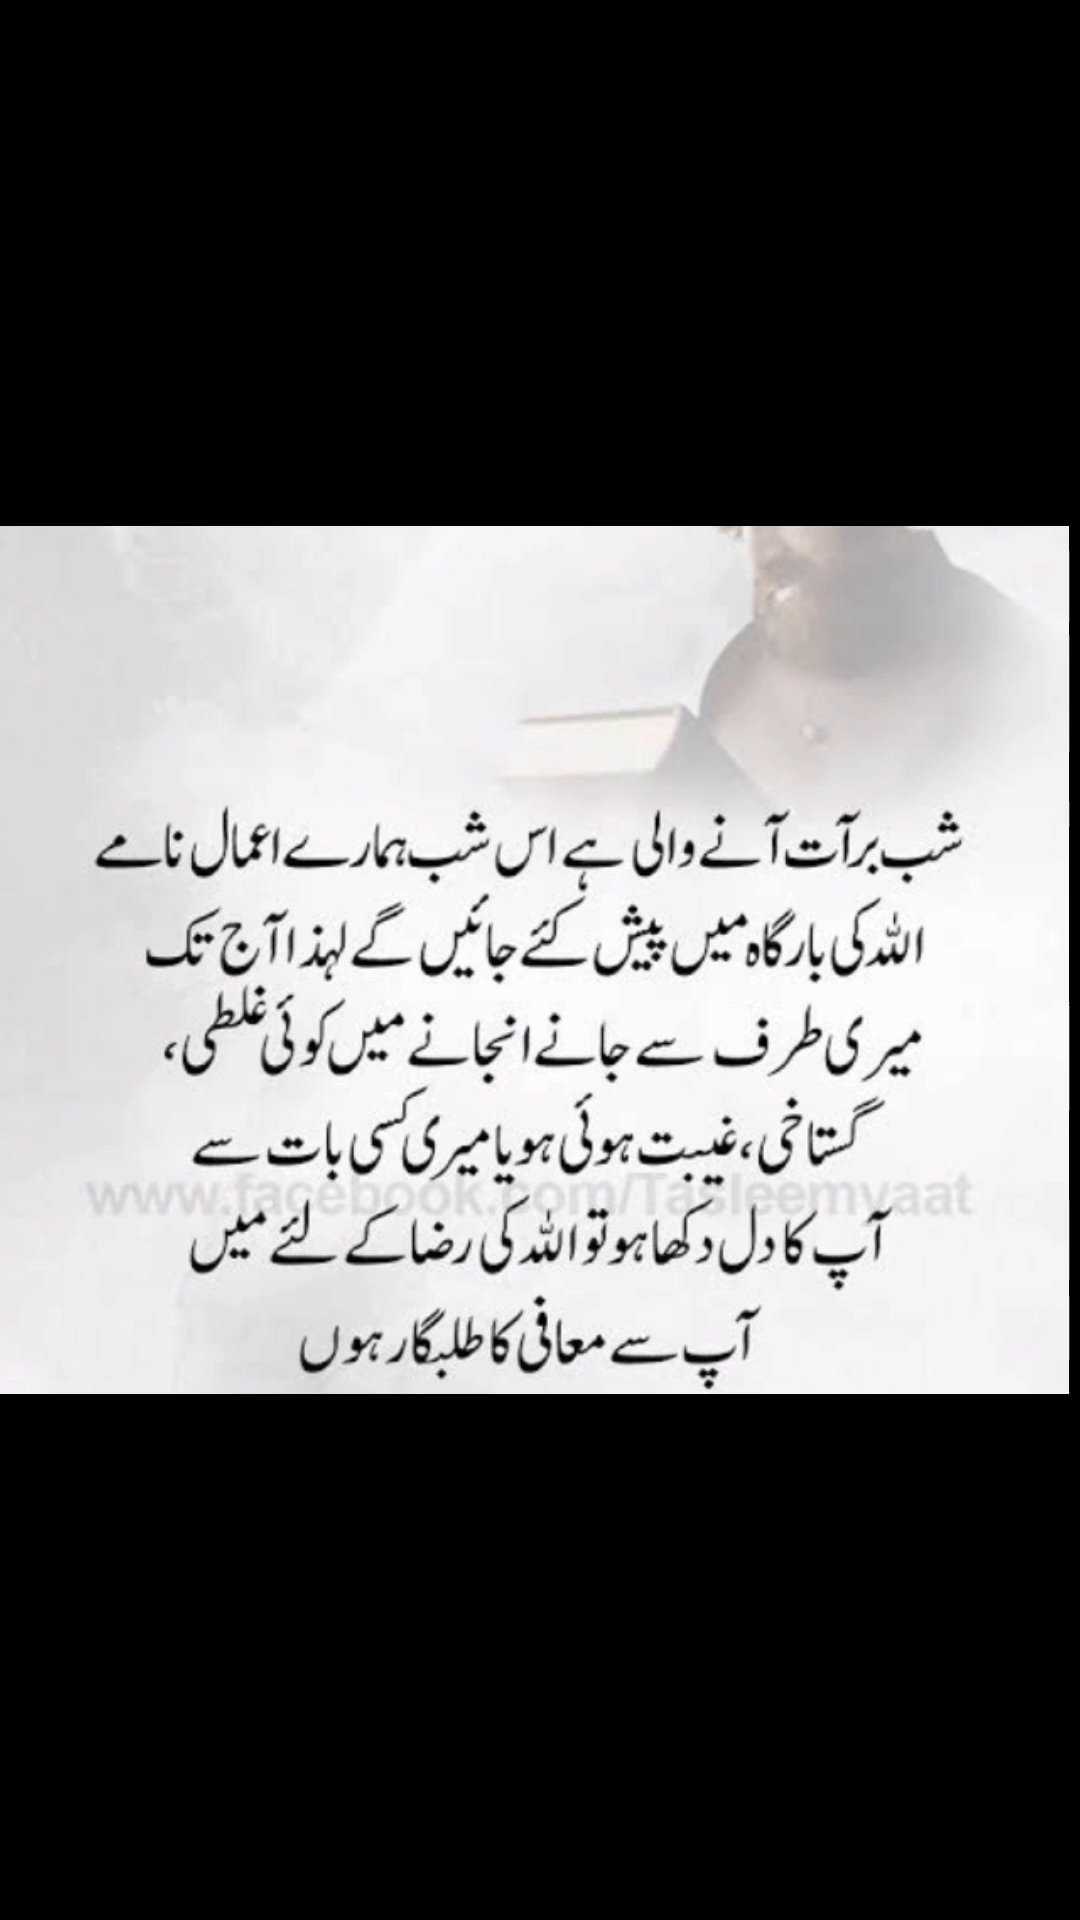 شب برآت آنے والی ہے اس شب ہمارے اعمال نامے
اللہ کی بارگاہ میں پیش کئے جائیں گے لہذا آج تک
میری طرف سے جانے انجانے میں کوئی غلطی،
گستاخی، غیبت ہوئی ہو یا میری کسی بات سے
www.facebook.com/Tasleemyaat
آپ کا دل دکھا ہو تو اللہ کی رضا کے لئے میں
آپ سے معافی کا طلبگار ہوں